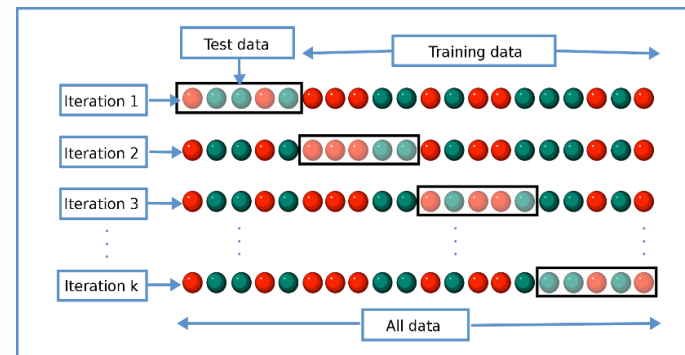 Test data
Training data
Iteration 1
Iteration 2
Iteration 3
Iteration k
All data